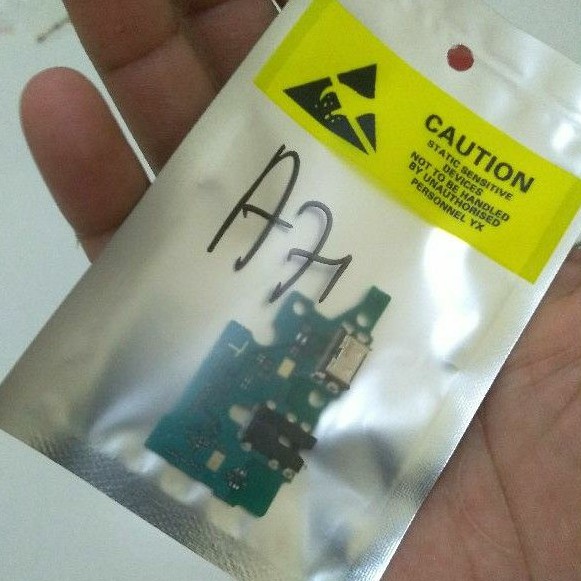 CAUTION
STATIC SENSITIVE
DEVICES
NOT TO BE HANDLED
BY UNAUTHORISED
PERSONNEL YX
A71